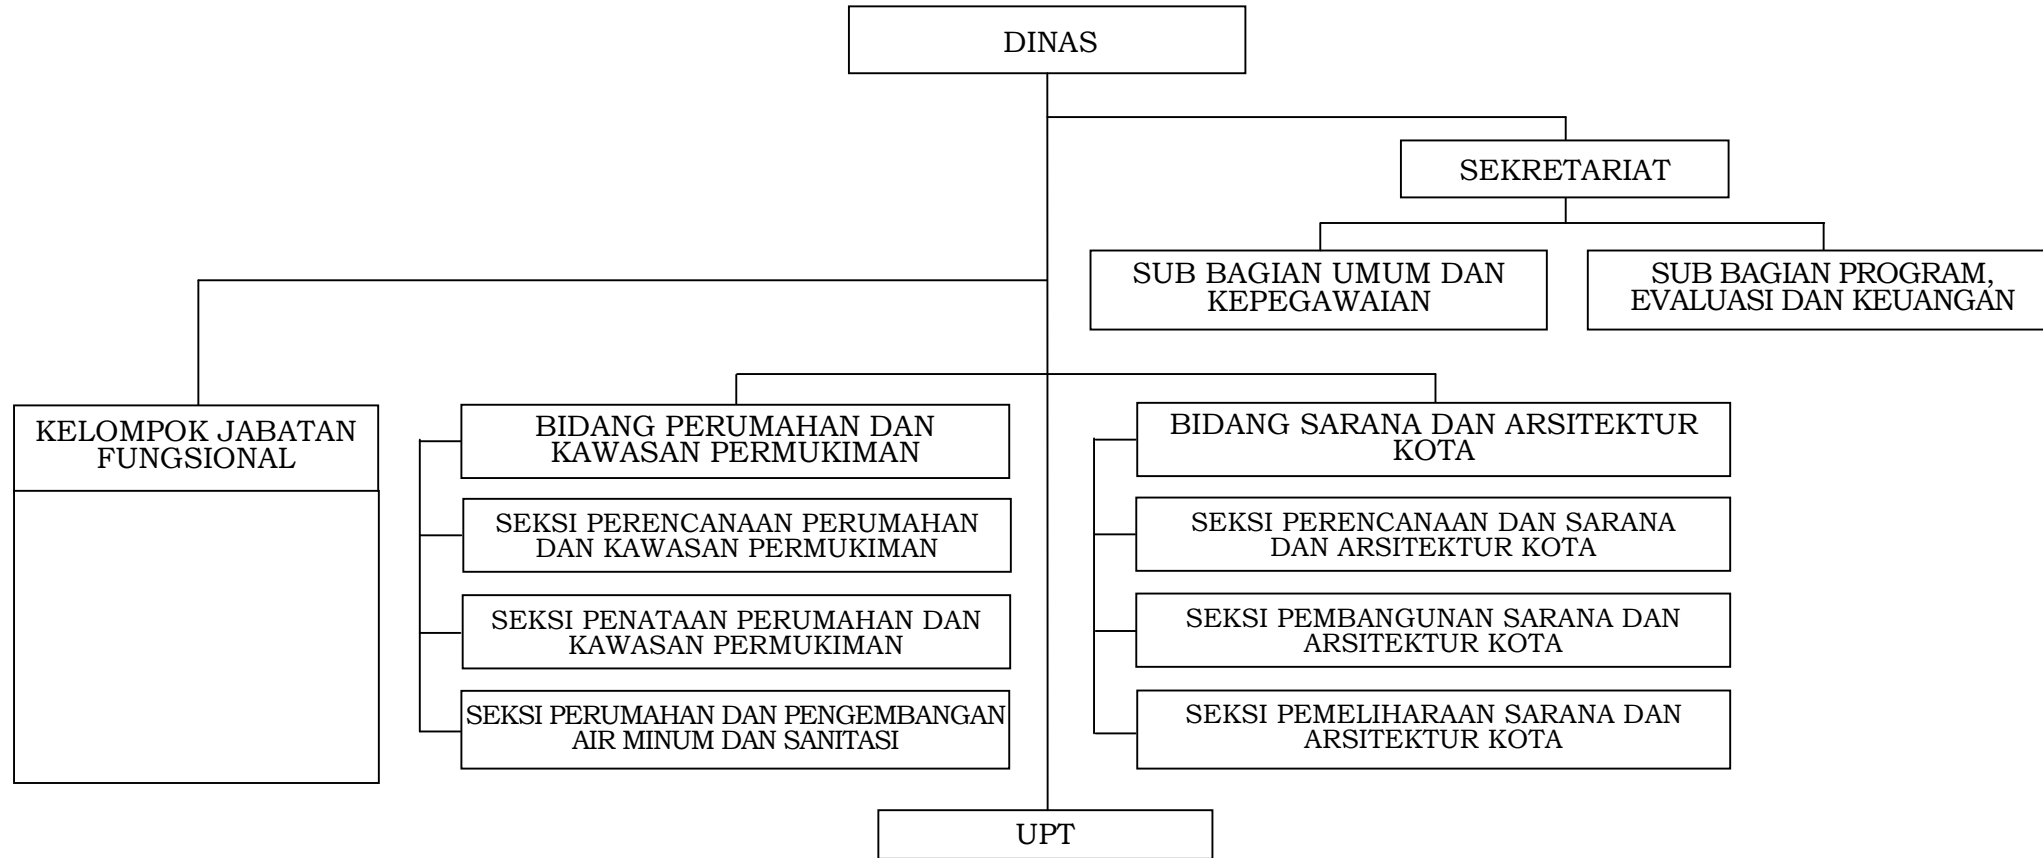 DINAS
SEKRETARIAT
SUB BAGIAN UMUM DAN
KEPEGAWAIAN
SUB BAGIAN PROGRAM,
EVALUASI DAN KEUANGAN
KELOMPOK JABATAN
FUNGSIONAL
BIDANG PERUMAHAN DAN
KAWASAN PERMUKIMAN
SEKSI PERENCANAAN PERUMAHAN
DAN KAWASAN PERMUKIMAN
SEKSI PENATAAN PERUMAHAN DAN
KAWASAN PERMUKIMAN
SEKSI PERUMAHAN DAN PENGEMBANGAN
AIR MINUM DAN SANITASI
BIDANG SARANA DAN ARSITEKTUR
KOTA
SEKSI PERENCANAAN DAN SARANA
DAN ARSITEKTUR KOTA
SEKSI PEMBANGUNAN SARANA DAN
ARSITEKTUR KOTA
SEKSI PEMELIHARAAN SARANA DAN
ARSITEKTUR KOTA
UPT